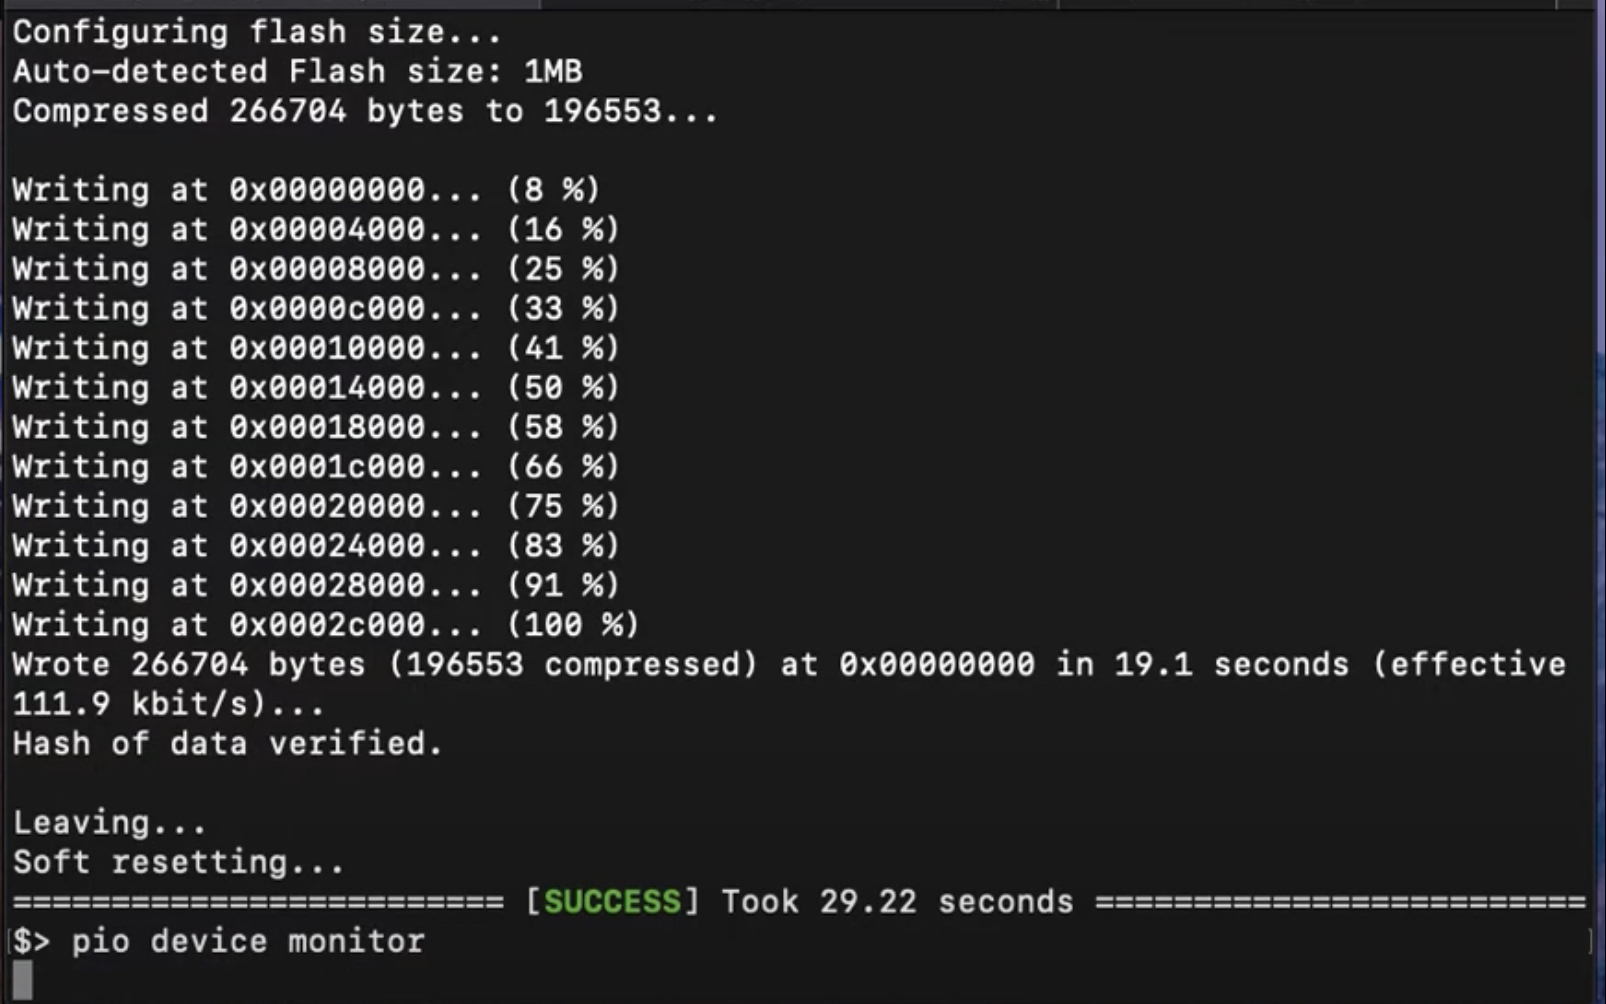 Configuring flash size...
Auto-detected Flash size: 1MB
Compressed 266704 bytes to 196553...
Writing at 0x00000000... (8 %)
Writing at 0x00004000... (16 %)
Writing at 0x00008000... (25 %)
Writing at 0x0000c000... (33 %)
Writing at 0x00010000... (41 %)
Writing at 0x00014000... (50 %)
Writing at 0x00018000... (58 %)
Writing at 0x0001c000... (66 %)
Writing at 0x00020000... (75 %)
Writing at 0x00024000... (83 %)
Writing at 0x00028000... (91 %)
Writing at 0x0002c000... (100 %)
Wrote 266704 bytes (196553 compressed) at 0x00000000 in 19.1 seconds (effective
111.9 kbit/s)...
Hash of data verified.
Leaving...
Soft resetting...
========================= [SUCCESS] Took 29.22 seconds =========================
[$> pio device monitor ]